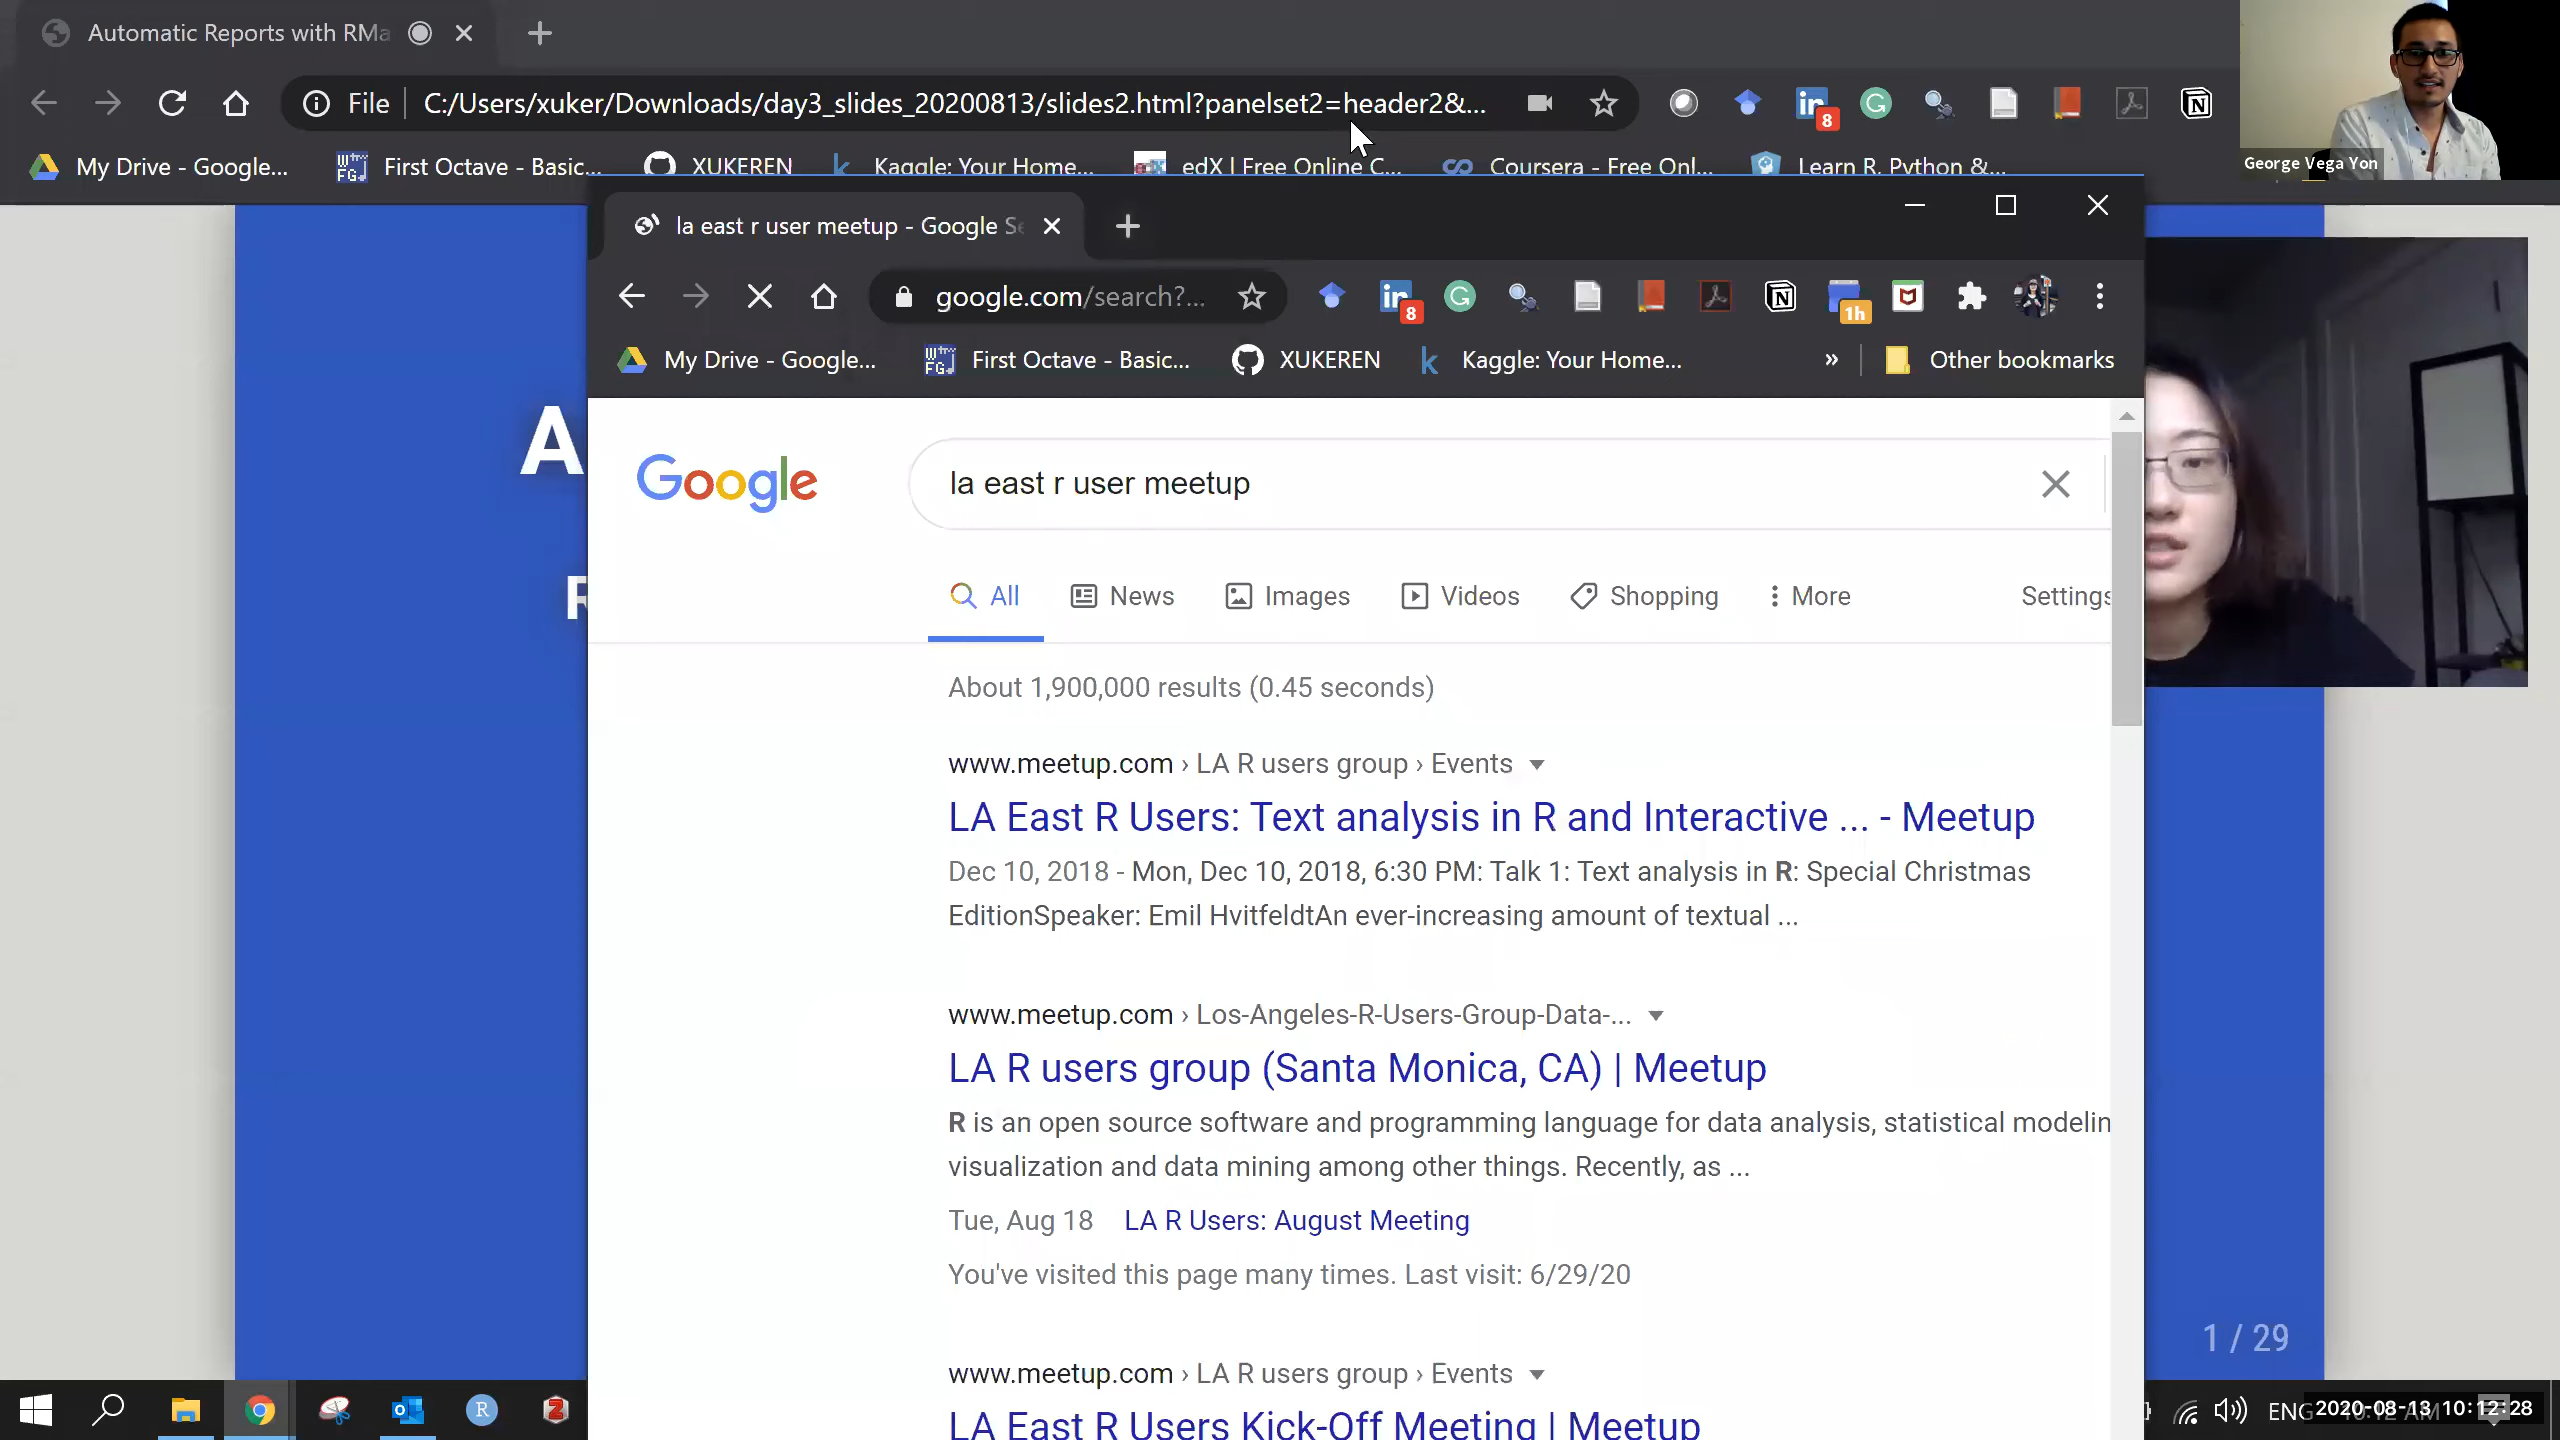 Automatic Reports with RMa
File
C:/Users/xuker/Downloads/day3_slides_20200813/slides2.html?panelset2=header2&...
8
My Drive - Google...
First Octave - Basic...
XUKEREN
Kaggle: Your Home...
edX | Free Online C...
Coursera - Free Onl...
Learn R, Python &...
George Vega Yon
la east r user meetup - Google Se
google.com/search?...
8
1h
My Drive - Google...
First Octave - Basic...
XUKEREN
Kaggle: Your Home...
»
Other bookmarks
A
R
Google
la east r user meetup
All
News
Images
Videos
Shopping
More
Settings
About 1,900,000 results (0.45 seconds)
www.meetup.com › LA R users group › Events
LA East R Users: Text analysis in R and Interactive ... - Meetup
Dec 10, 2018 - Mon, Dec 10, 2018, 6:30 PM: Talk 1: Text analysis in R: Special Christmas
EditionSpeaker: Emil HvitfeldtAn ever-increasing amount of textual ...
www.meetup.com › Los-Angeles-R-Users-Group-Data-...
LA R users group (Santa Monica, CA) | Meetup
R is an open source software and programming language for data analysis, statistical modelin
visualization and data mining among other things. Recently, as ...
Tue, Aug 18 LA R Users: August Meeting
You've visited this page many times. Last visit: 6/29/20
www.meetup.com › LA R users group › Events
LA East R Users Kick-Off Meeting | Meetup
1 / 29
ENG
2020-08-13 10:12:28